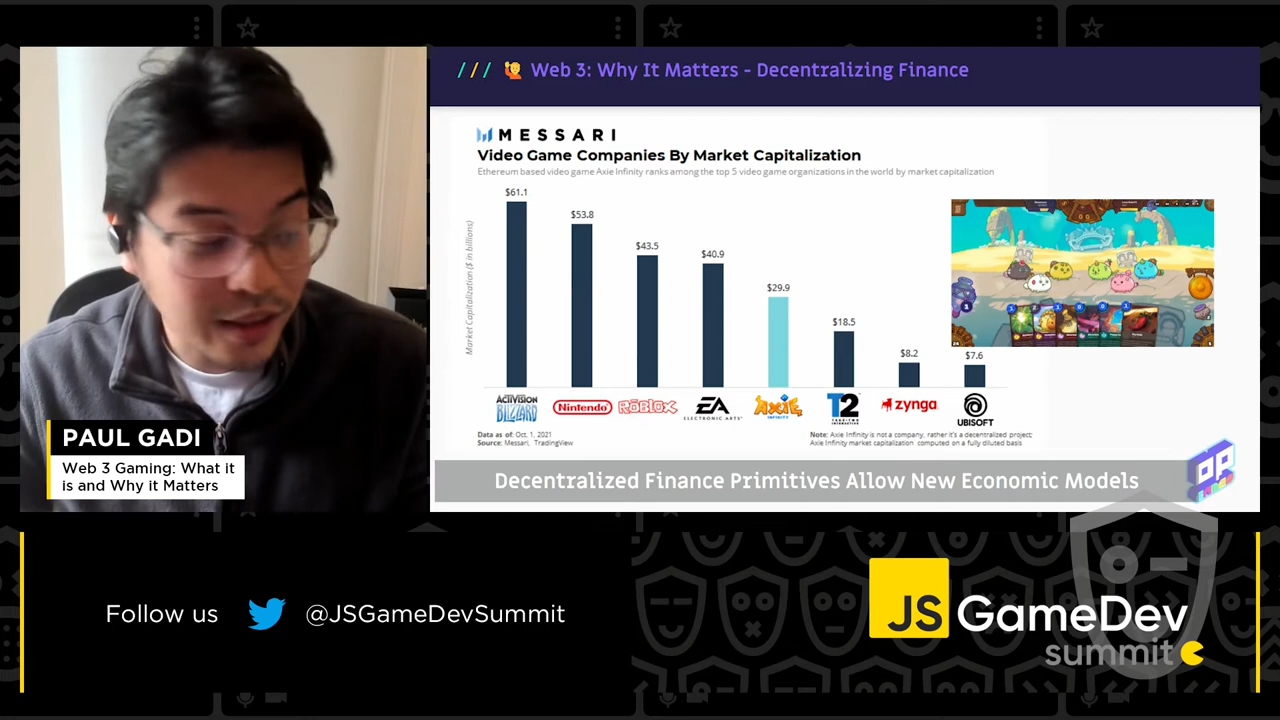 /// Web 3: Why It Matters - Decentralizing Finance
MESSARI
Video Game Companies By Market Capitalization
Ethereum based video game Axie Infinity ranks among the top 5 video game organizations in the world by market capitalization
Market Capitalization ($ in billions)
$61.1
$53.8
$43.5
$40.9
$29.9
$18.5
$8.2
$7.6
ACTIVISION BLIZZARD
Nintendo
ROBLOX
EA
ELECTRONIC ARTS
AXIE INFINITY
T2
TAKE-TWO
INTERACTIVE
zynga
UBISOFT
Data as of: Oct. 1, 2021
Source: Messari, TradingView
Note: Axie Infinity is not a company, rather it's a decentralized project;
Axie Infinity market capitalization computed on a fully diluted basis
Decentralized Finance Primitives Allow New Economic Models
OP
PAUL GADI
Web 3 Gaming: What it
is and Why it Matters
Follow us
@JSGameDevSummit
JS GameDev
summit